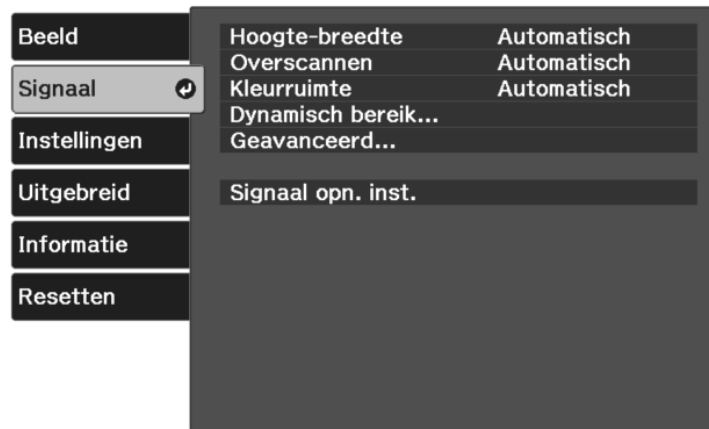 Beeld
Signaal
Instellingen
Uitgebreid
Informatie
Resetten
Hoogte-breedte Automatisch
Overscannen Automatisch
Kleurruimte Automatisch
Dynamisch bereik...
Geavanceerd...
Signaal opn. inst.